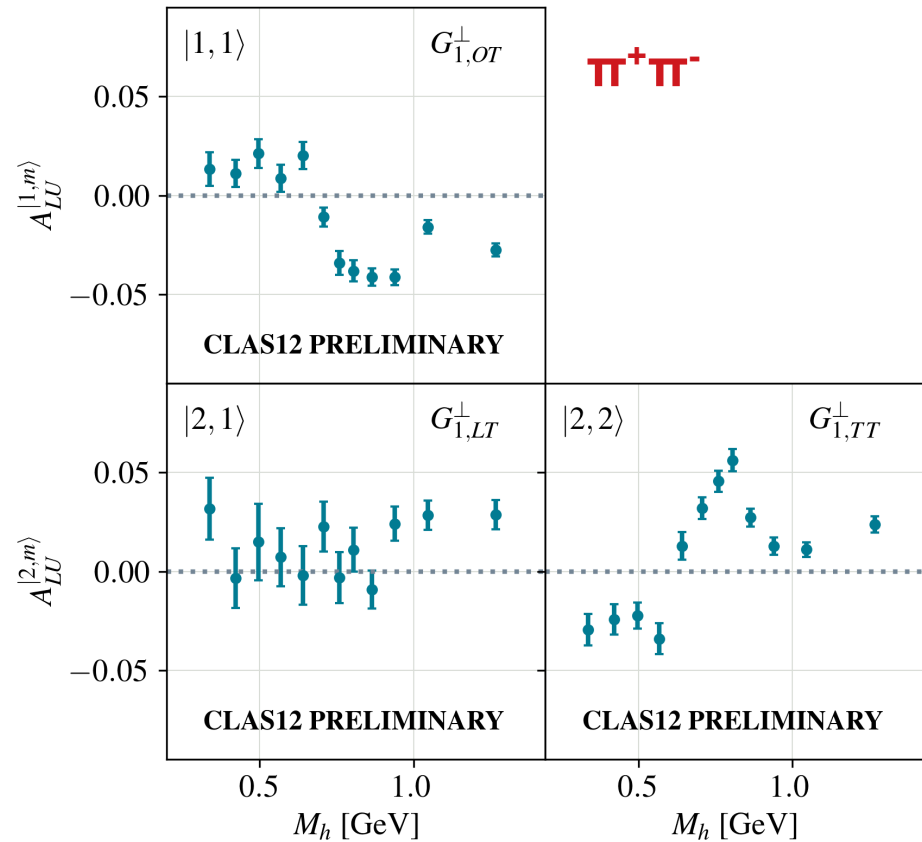 |1, 1⟩ G⊥1,OT
π+π-
0.05
0.00
−0.05
A|1,m⟩LU
CLAS12 PRELIMINARY
|2, 1⟩ G⊥1,LT
|2, 2⟩ G⊥1,TT
0.05
0.00
−0.05
A|2,m⟩LU
CLAS12 PRELIMINARY
CLAS12 PRELIMINARY
0.5 1.0
0.5 1.0
Mh [GeV]
Mh [GeV]